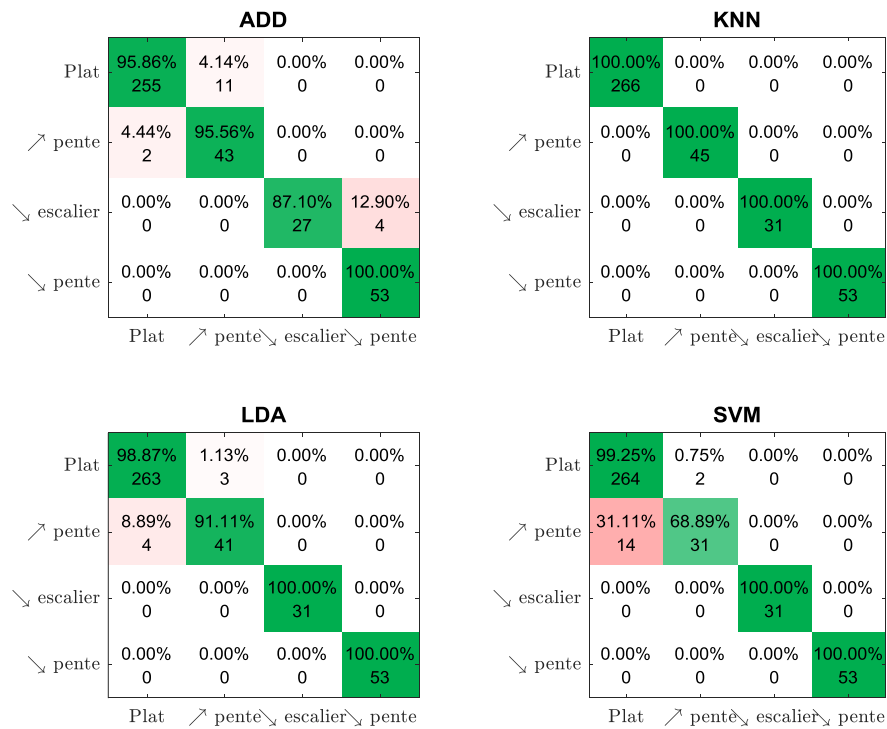 ADD
Plat 95.86% 4.14% 0.00% 0.00%
255 11 0 0
↗ pente 4.44% 95.56% 0.00% 0.00%
2 43 0 0
↘ escalier 0.00% 0.00% 87.10% 12.90%
0 0 27 4
↘ pente 0.00% 0.00% 0.00% 100.00%
0 0 0 53
Plat ↗ pente ↘ escalier ↘ pente
KNN
Plat 100.00% 0.00% 0.00% 0.00%
266 0 0 0
↗ pente 0.00% 100.00% 0.00% 0.00%
0 45 0 0
↘ escalier 0.00% 0.00% 100.00% 0.00%
0 0 31 0
↘ pente 0.00% 0.00% 0.00% 100.00%
0 0 0 53
Plat ↗ pente ↘ escalier ↘ pente
LDA
Plat 98.87% 1.13% 0.00% 0.00%
263 3 0 0
↗ pente 8.89% 91.11% 0.00% 0.00%
4 41 0 0
↘ escalier 0.00% 0.00% 100.00% 0.00%
0 0 31 0
↘ pente 0.00% 0.00% 0.00% 100.00%
0 0 0 53
Plat ↗ pente ↘ escalier ↘ pente
SVM
Plat 99.25% 0.75% 0.00% 0.00%
264 2 0 0
↗ pente 31.11% 68.89% 0.00% 0.00%
14 31 0 0
↘ escalier 0.00% 0.00% 100.00% 0.00%
0 0 31 0
↘ pente 0.00% 0.00% 0.00% 100.00%
0 0 0 53
Plat ↗ pente ↘ escalier ↘ pente